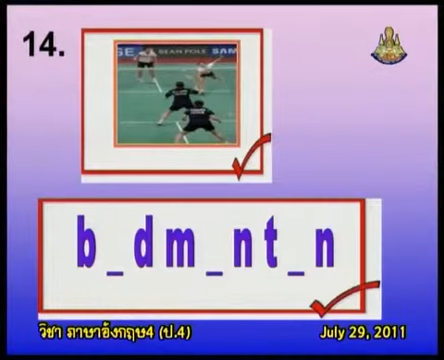 14.
SE SEAN POLE SAM
b_dm_nt_n
วิชา ภาษาอังกฤษ4 (ป.4)
July 29, 2011